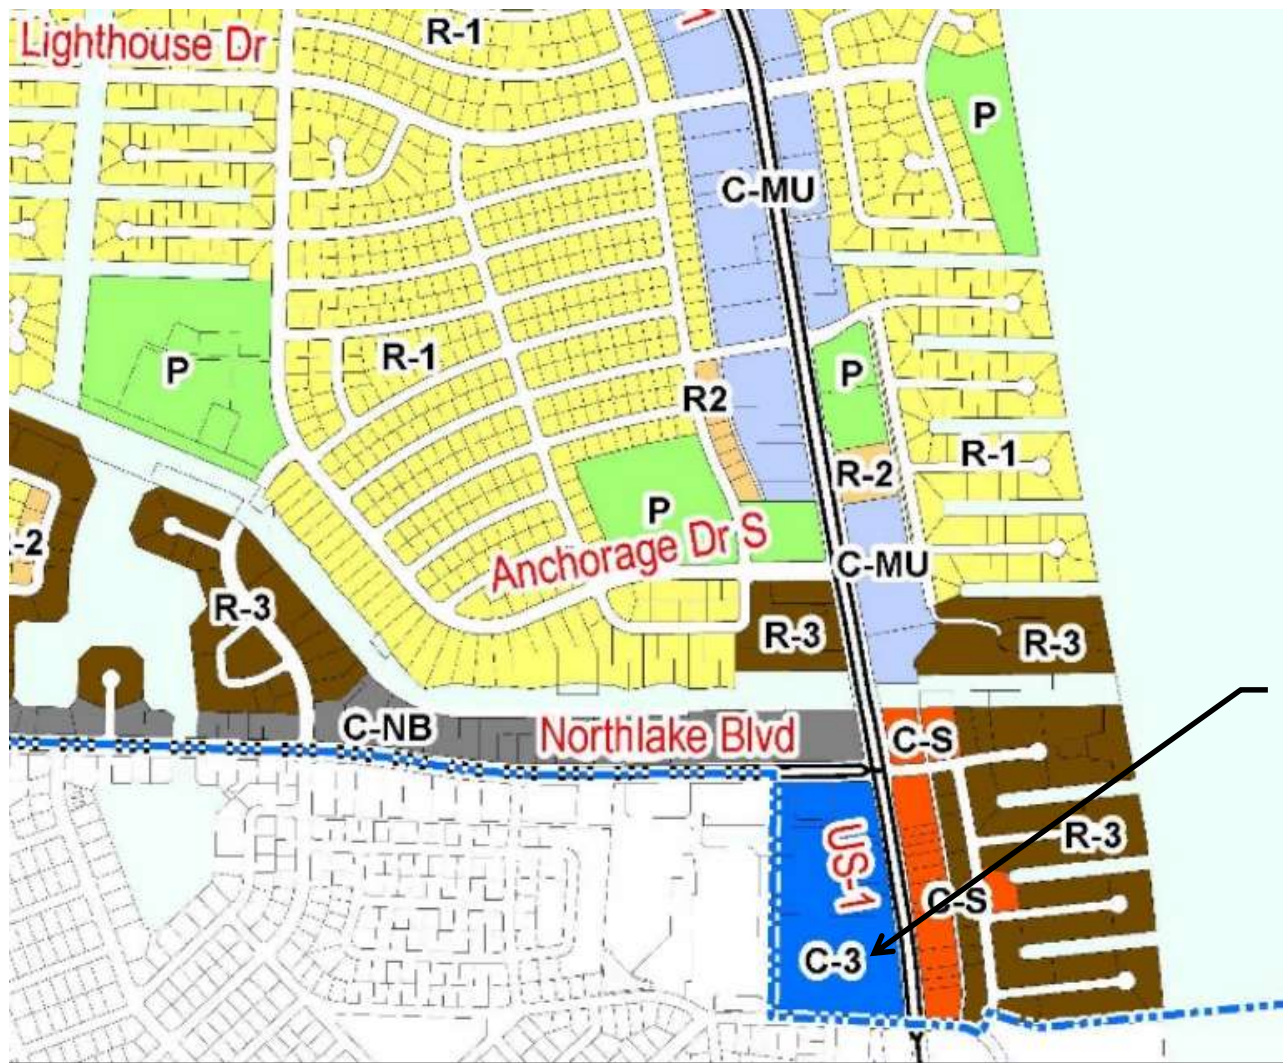 R-1
Lighthouse Dr
P
C-MU
R-1
P
P
R2
R-1
R-2
P
Anchorage Dr S
-2
C-MU
R-3
R-3
R-3
C-NB
Northlake Blvd
C-S
US-1
R-3
C-S
C-3